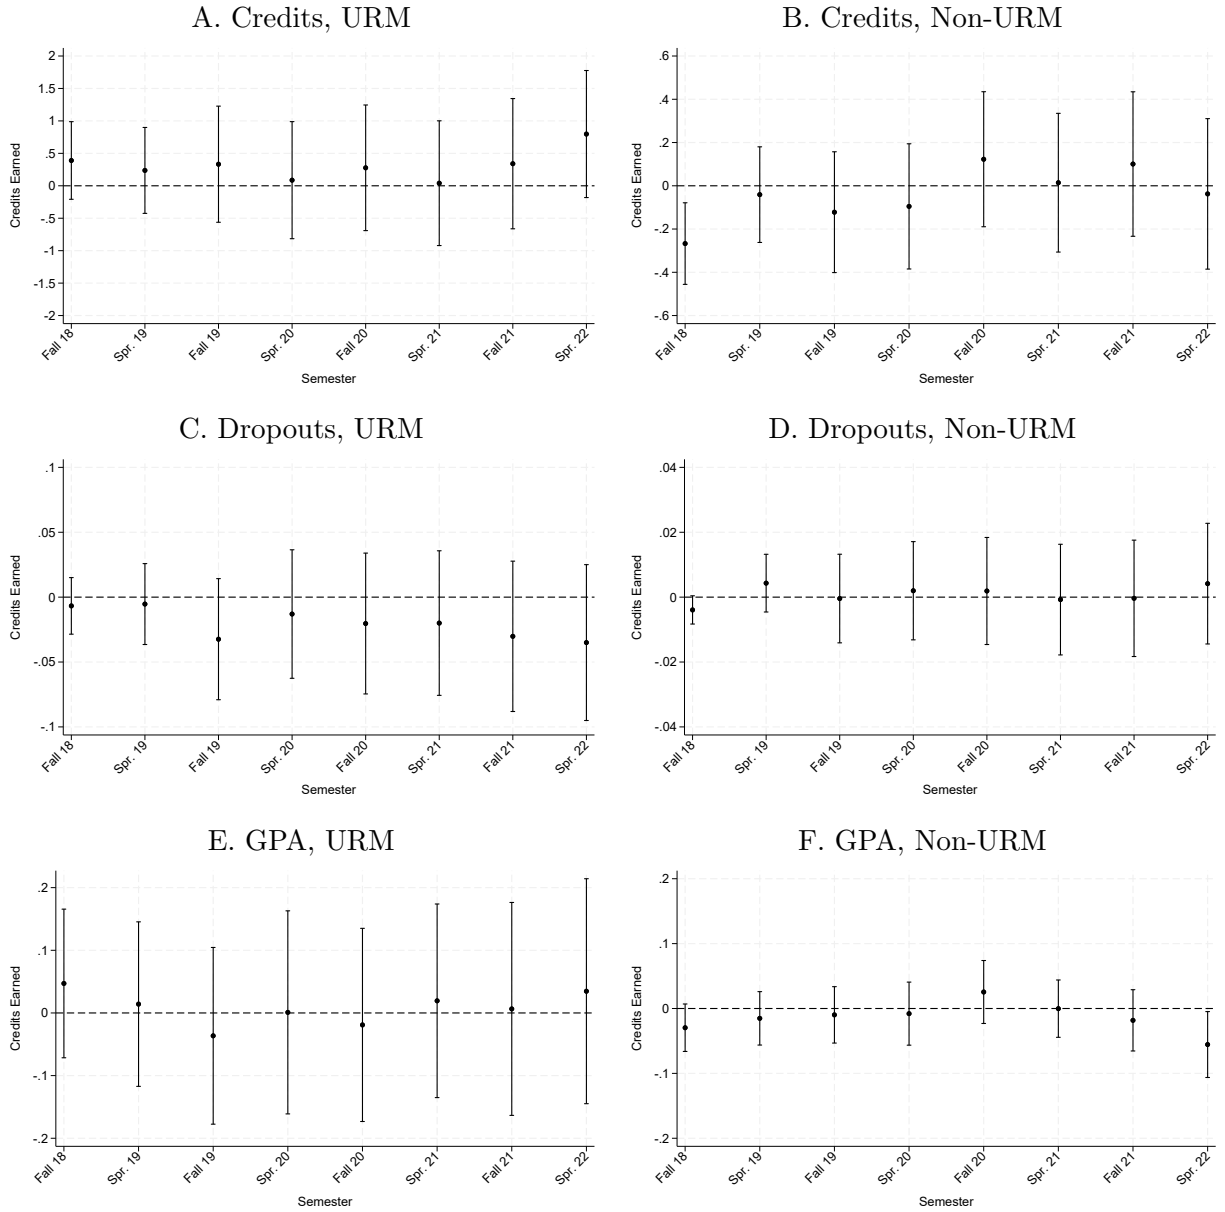 A. Credits, URM
Credits Earned
2
1.5
1
.5
0
-.5
-1
-1.5
-2
Fall 18
Spr. 19
Fall 19
Spr. 20
Fall 20
Spr. 21
Fall 21
Spr. 22
Semester
B. Credits, Non-URM
Credits Earned
.6
.4
.2
0
-.2
-.4
-.6
Fall 18
Spr. 19
Fall 19
Spr. 20
Fall 20
Spr. 21
Fall 21
Spr. 22
Semester
C. Dropouts, URM
Credits Earned
.1
.05
0
-.05
-.1
Fall 18
Spr. 19
Fall 19
Spr. 20
Fall 20
Spr. 21
Fall 21
Spr. 22
Semester
D. Dropouts, Non-URM
Credits Earned
.04
.02
0
-.02
-.04
Fall 18
Spr. 19
Fall 19
Spr. 20
Fall 20
Spr. 21
Fall 21
Spr. 22
Semester
E. GPA, URM
Credits Earned
.2
.1
0
-.1
-.2
Fall 18
Spr. 19
Fall 19
Spr. 20
Fall 20
Spr. 21
Fall 21
Spr. 22
Semester
F. GPA, Non-URM
Credits Earned
.2
.1
0
-.1
-.2
Fall 18
Spr. 19
Fall 19
Spr. 20
Fall 20
Spr. 21
Fall 21
Spr. 22
Semester